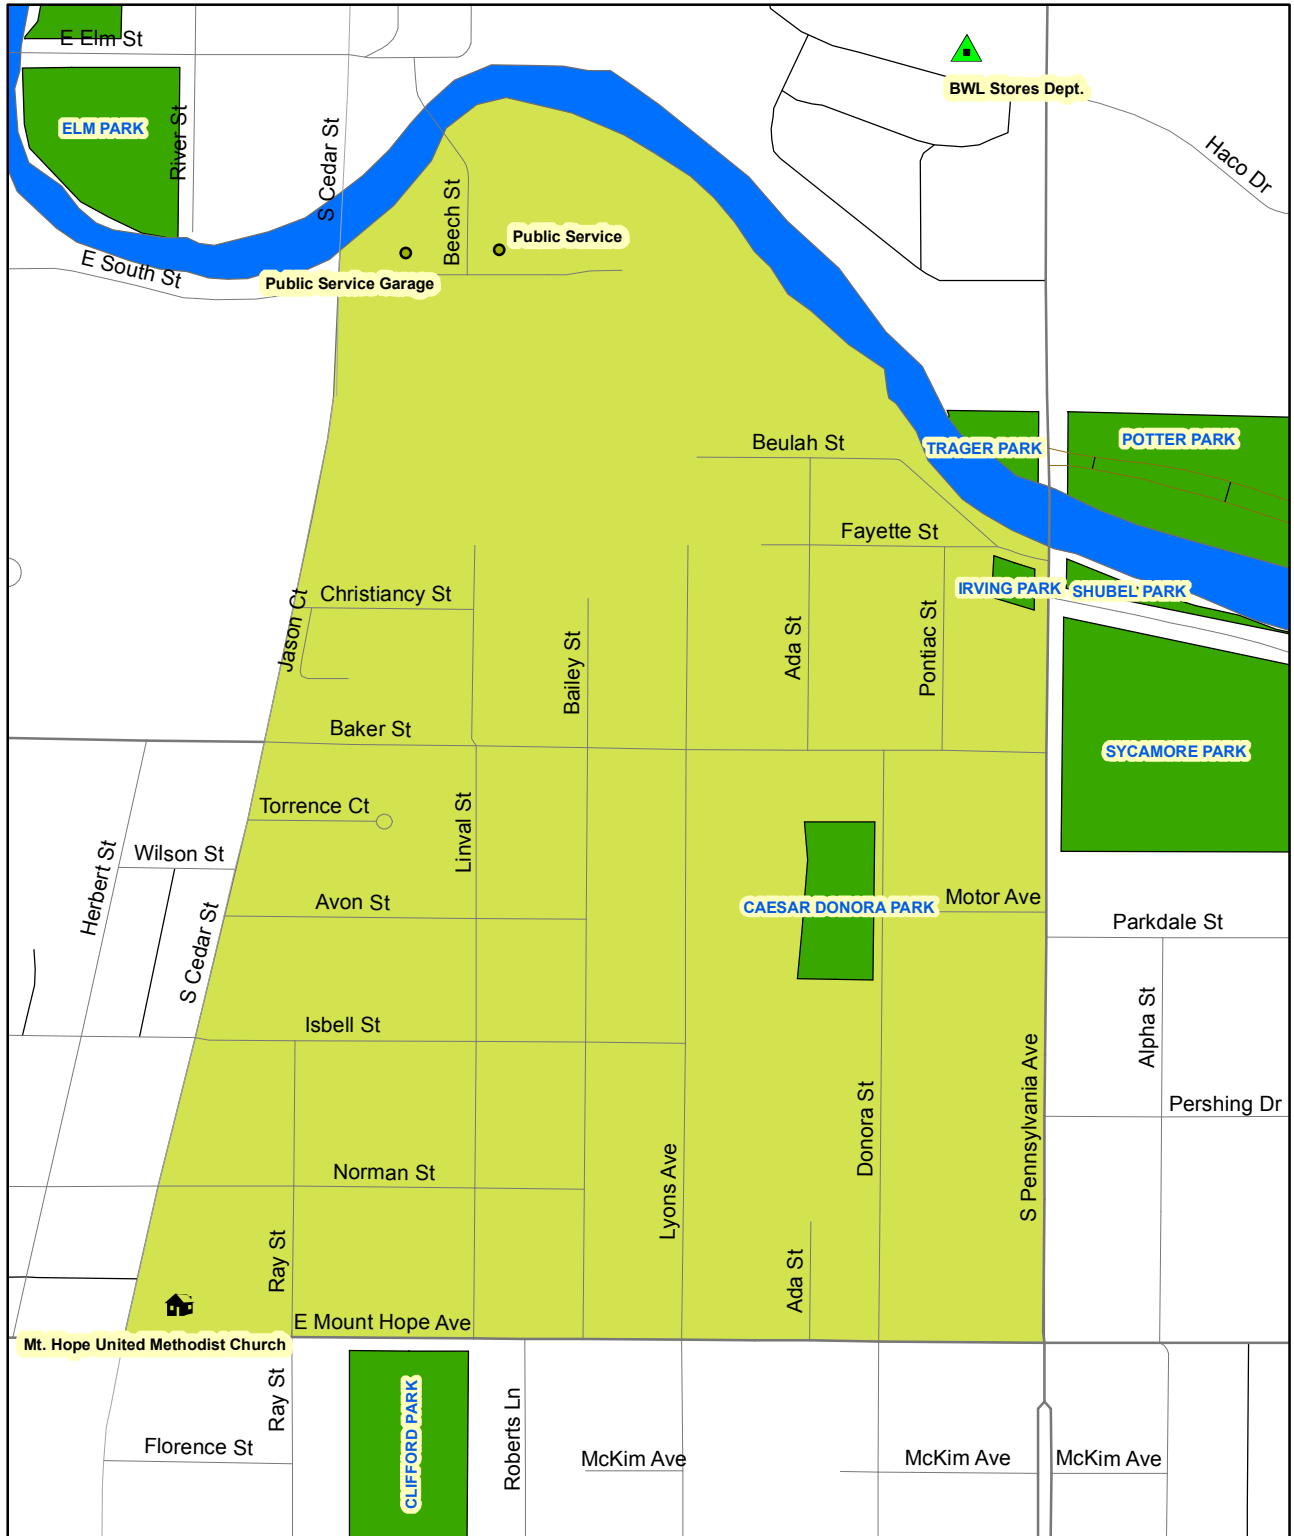 E Elm St
BWL Stores Dept.
ELM PARK
River St
S Cedar St
Haco Dr
Beech St
Public Service
E South St
Public Service Garage
Beulah St
TRAGER PARK
POTTER PARK
Fayette St
Christiancy St
IRVING PARK
SHUBEL PARK
Jason Ct
Bailey St
Ada St
Pontiac St
Baker St
SYCAMORE PARK
Torrence Ct
Linval St
Wilson St
Herbert St
Avon St
CAESAR DONORA PARK
Motor Ave
Parkdale St
S Cedar St
Isbell St
Alpha St
S Pennsylvania Ave
Donora St
Pershing Dr
Norman St
Lyons Ave
Ray St
Ada St
E Mount Hope Ave
Mt. Hope United Methodist Church
Ray St
CLIFFORD PARK
Roberts Ln
Florence St
McKim Ave
McKim Ave
McKim Ave